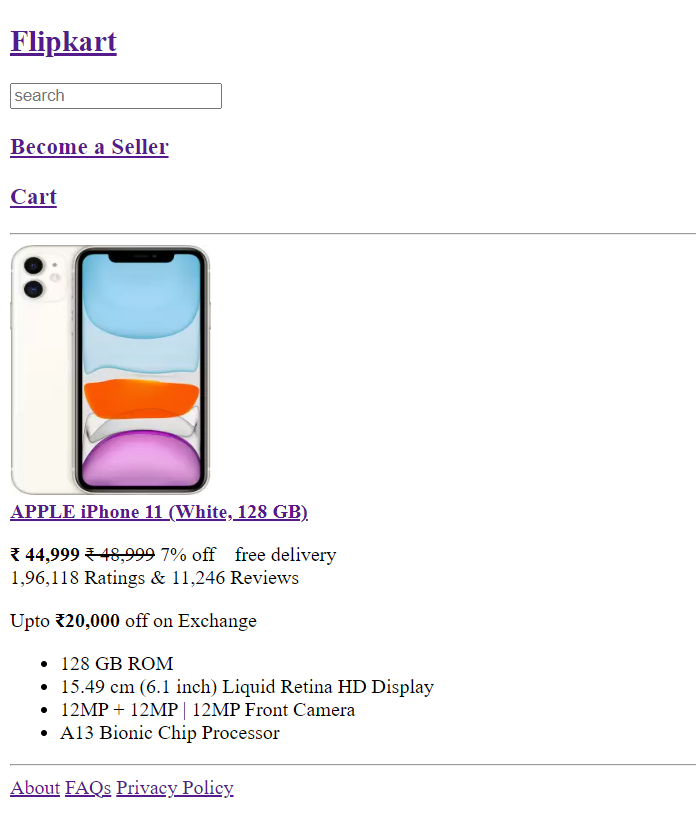 Flipkart
search
Become a Seller
Cart
APPLE iPhone 11 (White, 128 GB)
₹ 44,999 ₹ 48,999 7% off free delivery
1,96,118 Ratings & 11,246 Reviews
Upto ₹20,000 off on Exchange
• 128 GB ROM
• 15.49 cm (6.1 inch) Liquid Retina HD Display
• 12MP + 12MP | 12MP Front Camera
• A13 Bionic Chip Processor
About FAQs Privacy Policy